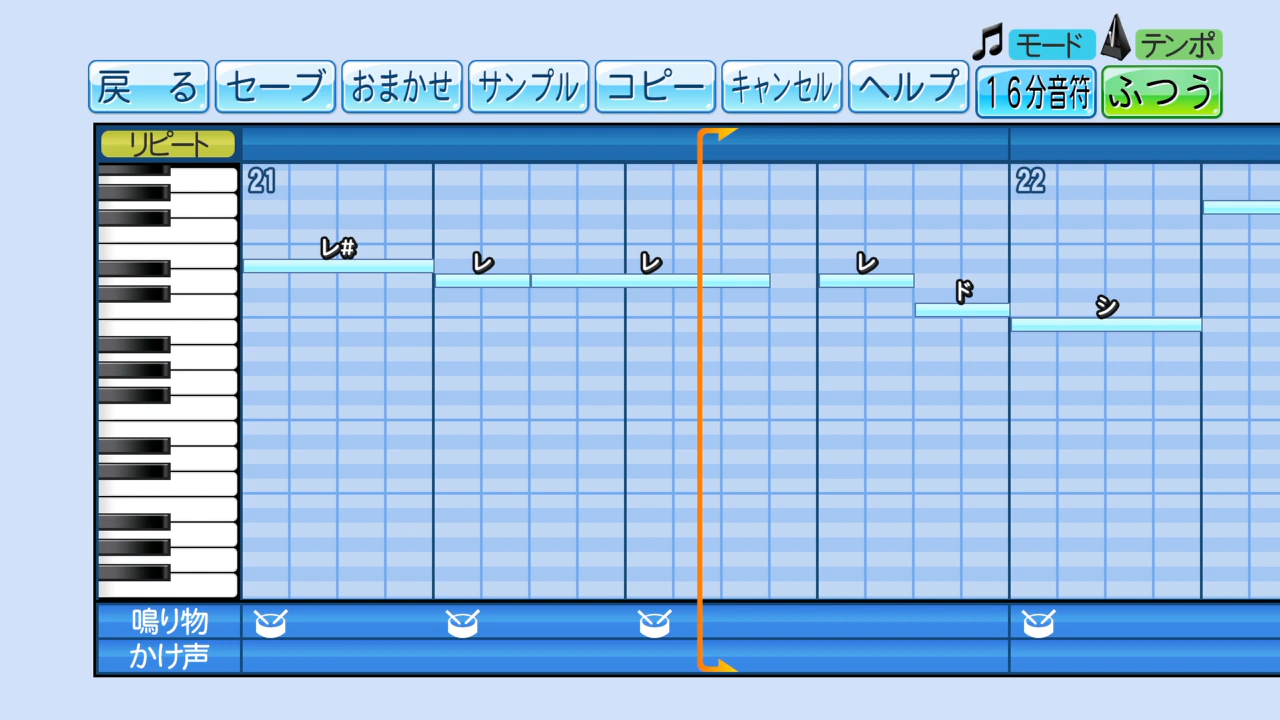 モード テンポ
戻る セーブ おまかせ サンプル コピー キャンセル ヘルプ 16分音符 ふつう
リピート
21 22
レ#
レ レ レ
ド
シ
鳴り物
かけ声